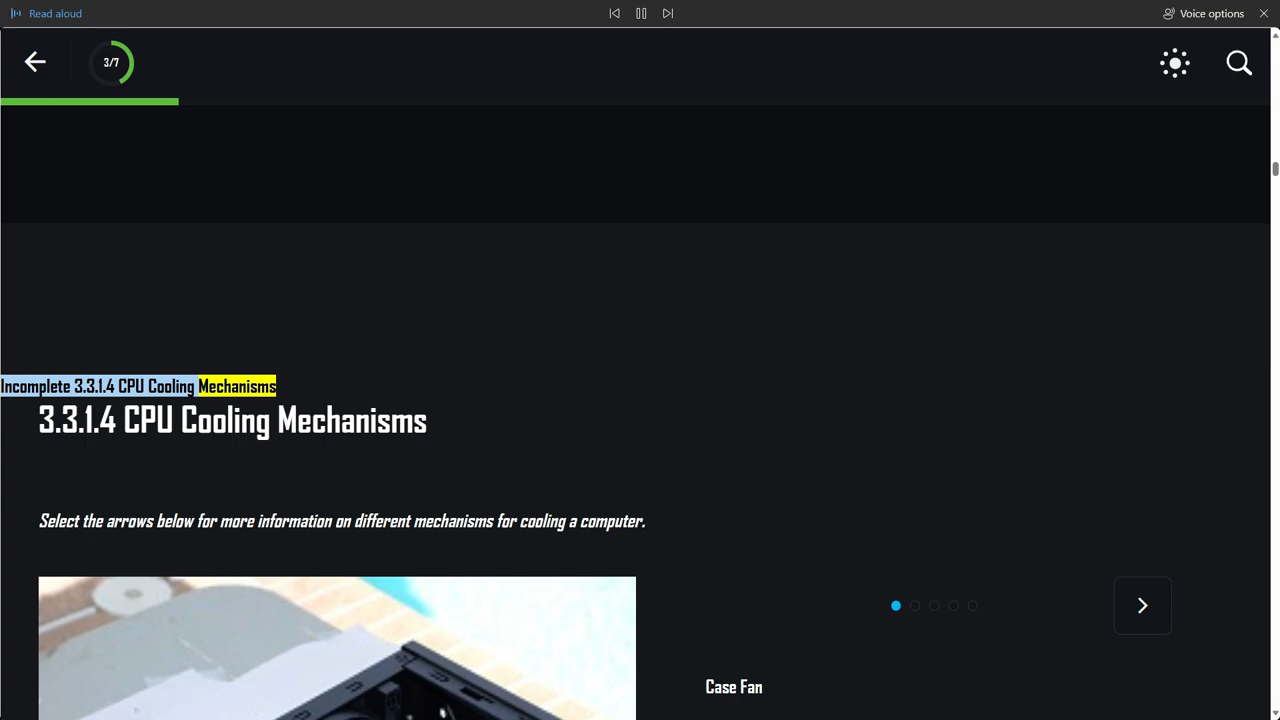 Read aloud
Voice options
3/7
Incomplete 3.3.1.4 CPU Cooling Mechanisms
3.3.1.4 CPU Cooling Mechanisms
Select the arrows below for more information on different mechanisms for cooling a computer.
Case Fan